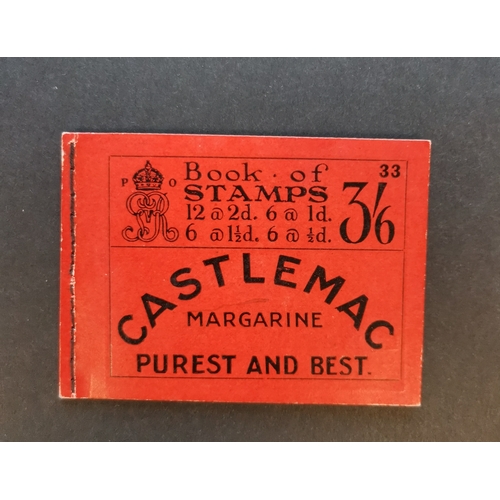 33
P O
Book · of
STAMPS
12 @ 2d. 6 @ 1d.
6 @ 1½d. 6 @ ½d.
3/6
CASTLEMAC
MARGARINE
PUREST AND BEST.